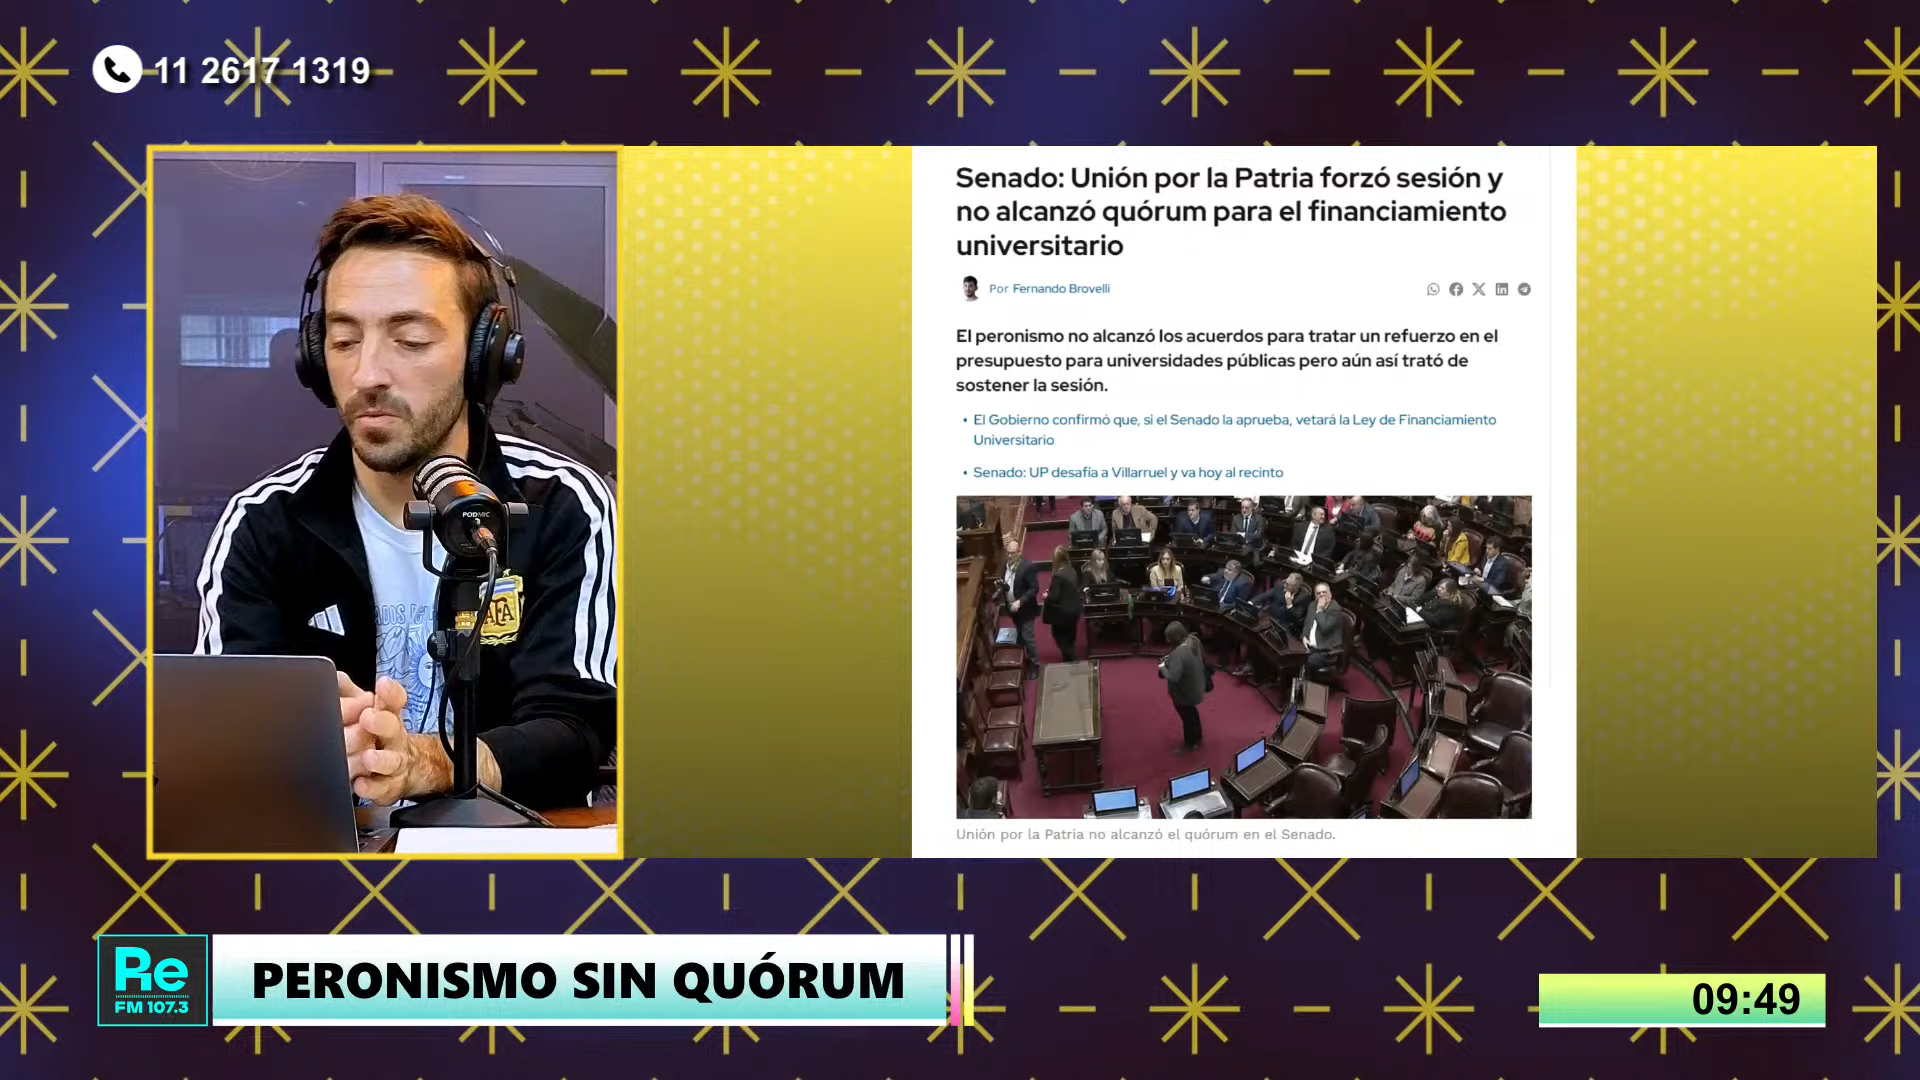 11 2617 1319
Senado: Unión por la Patria forzó sesión y
no alcanzó quórum para el financiamiento
universitario
Por Fernando Brovelli
El peronismo no alcanzó los acuerdos para tratar un refuerzo en el
presupuesto para universidades públicas pero aún así trató de
sostener la sesión.
• El Gobierno confirmó que, si el Senado la aprueba, vetará la Ley de Financiamiento
Universitario
• Senado: UP desafía a Villarruel y va hoy al recinto
Unión por la Patria no alcanzó el quórum en el Senado.
PODMIC
AFA
Re
FM 107.3
PERONISMO SIN QUÓRUM
09:49